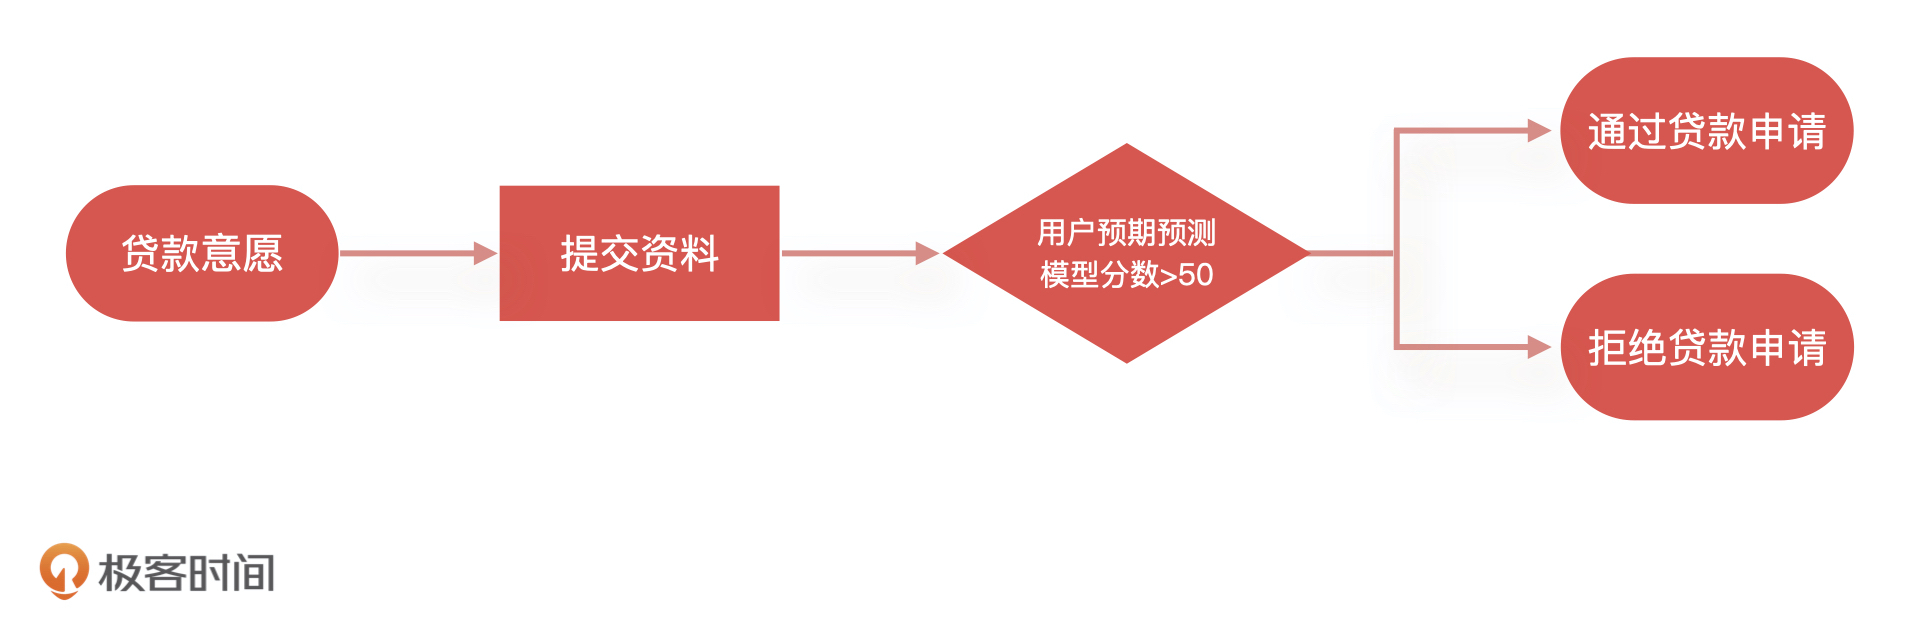 贷款意愿
提交资料
用户预期预测
模型分数>50
通过贷款申请
拒绝贷款申请
极客时间